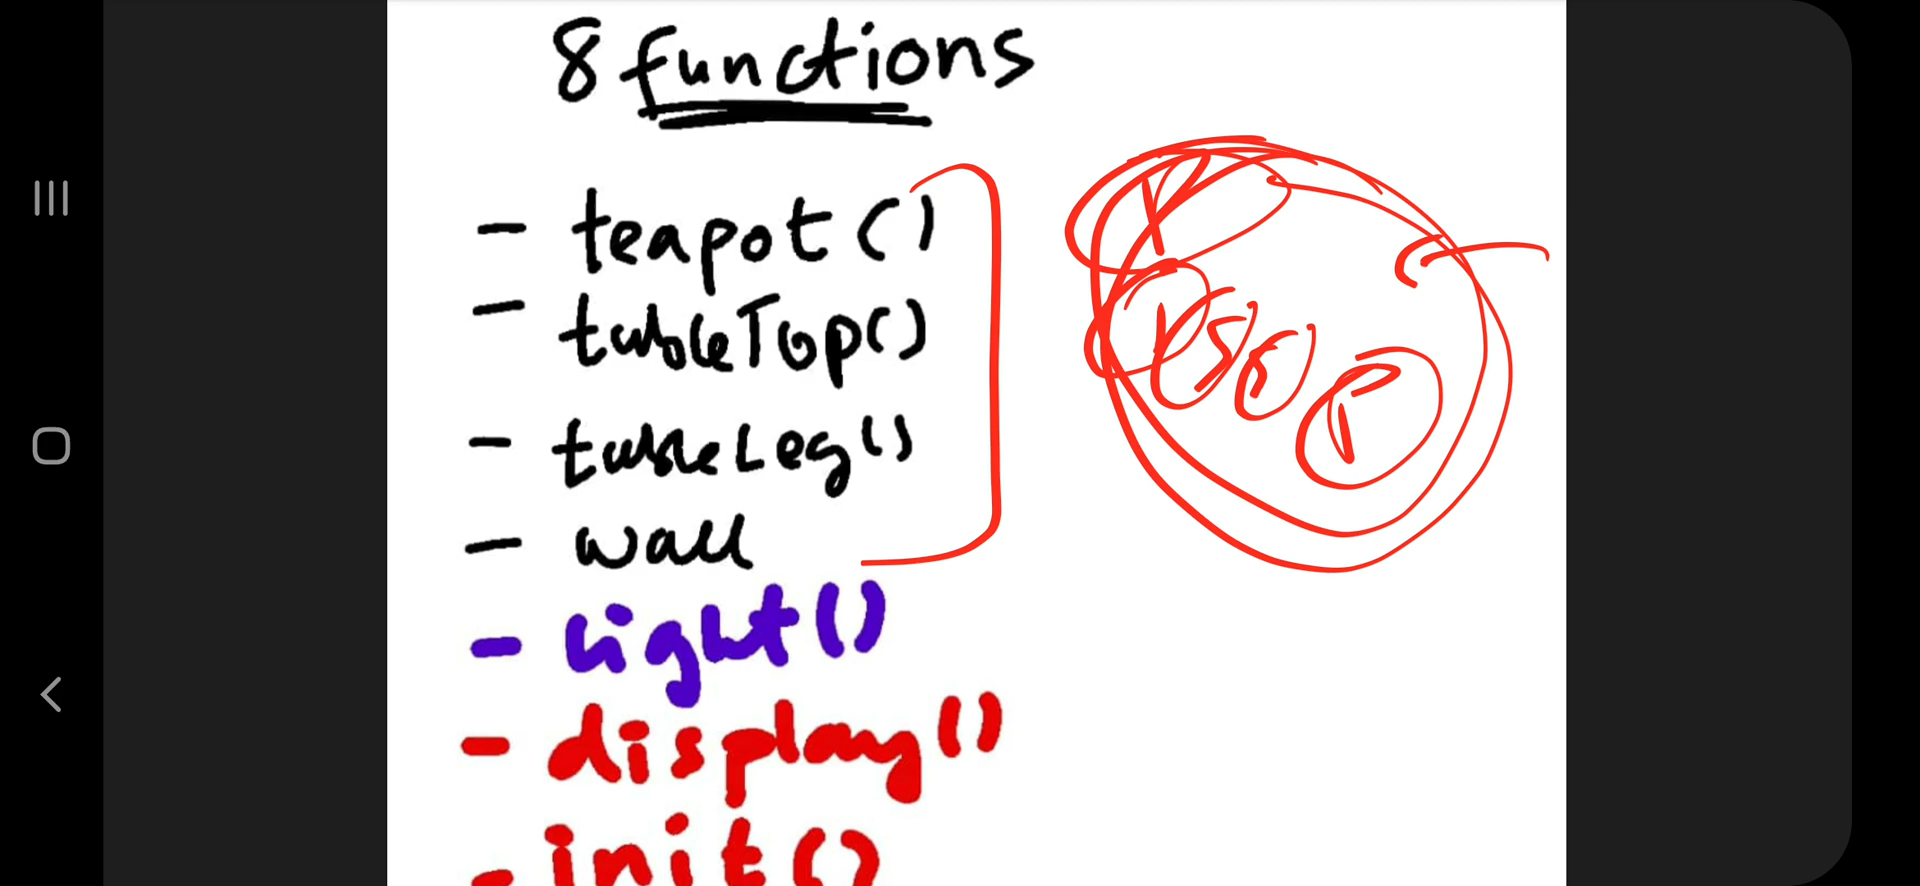 8 functions
- teapot()
- tableTop()
- tableLeg()
- wall
- light()
- display()
- init()